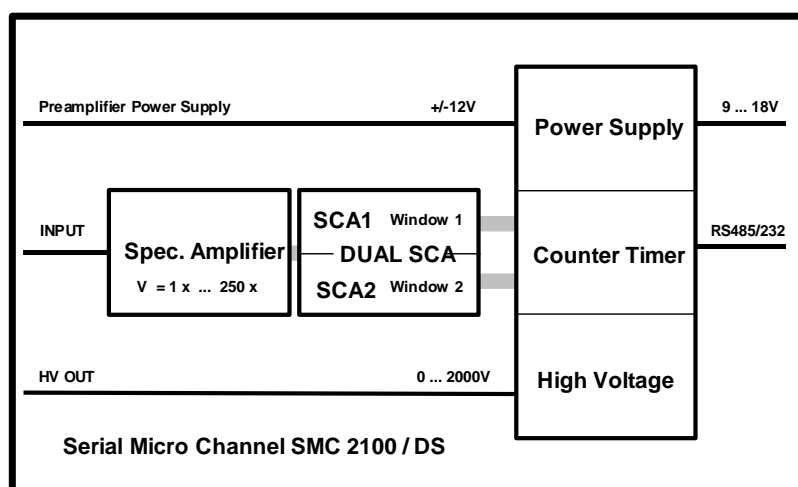 Preamplifier Power Supply +/-12V
Power Supply
9 ... 18V
INPUT
Spec. Amplifier
V = 1 x ... 250 x
SCA1 Window 1
DUAL SCA
SCA2 Window 2
Counter Timer
RS485/232
HV OUT 0 ... 2000V
High Voltage
Serial Micro Channel SMC 2100 / DS